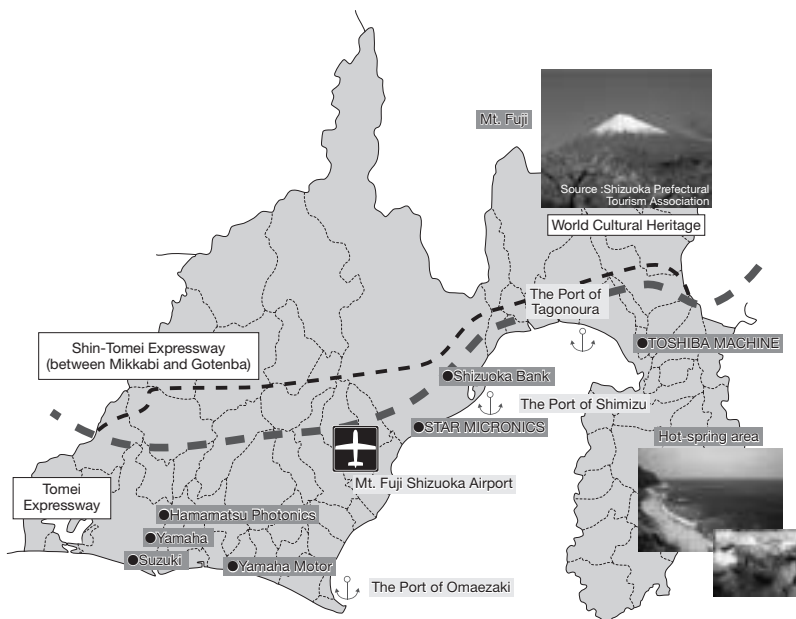 Mt. Fuji
Source :Shizuoka Prefectural
Tourism Association
World Cultural Heritage
The Port of
Tagonoura
Shin-Tomei Expressway
(between Mikkabi and Gotenba)
TOSHIBA MACHINE
Shizuoka Bank
The Port of Shimizu
STAR MICRONICS
Hot-spring area
Mt. Fuji Shizuoka Airport
Tomei
Expressway
Hamamatsu Photonics
Yamaha
Suzuki
Yamaha Motor
The Port of Omaezaki